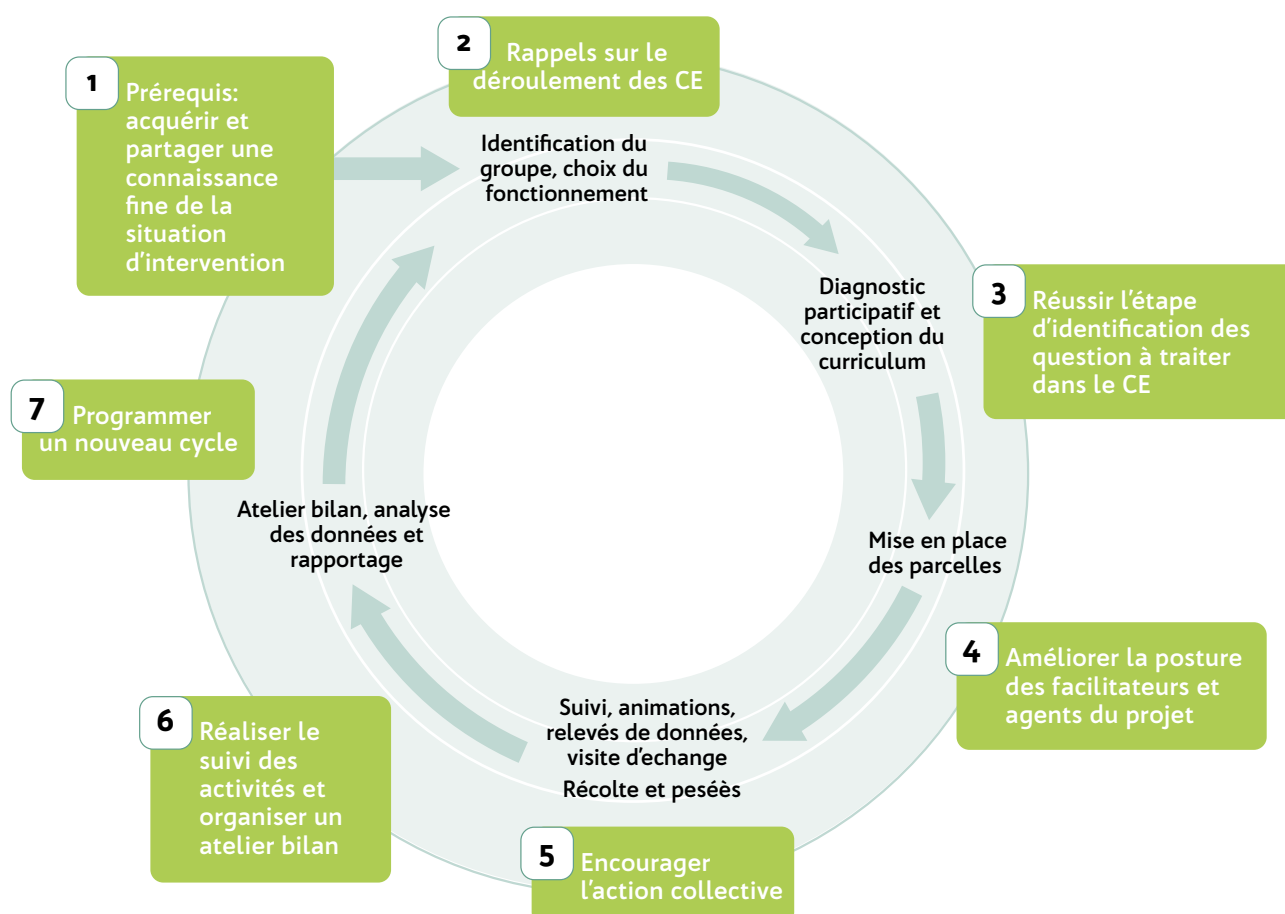 1
Prérequis:
acquérir et
partager une
connaissance
fine de la
situation
d'intervention
2
Rappels sur le
déroulement des CE
Identification du
groupe, choix du
fonctionnement
Diagnostic
participatif et
conception du
curriculum
3
Réussir l'étape
d'identification des
question à traiter
dans le CE
Mise en place
des parcelles
4
Améliorer la posture
des facilitateurs et
agents du projet
Suivi, animations,
relevés de données,
visite d'echange
Récolte et peséès
5
Encourager
l'action collective
6
Réaliser le
suivi des
activités et
organiser un
atelier bilan
Atelier bilan, analyse
des données et
rapportage
7
Programmer
un nouveau cycle